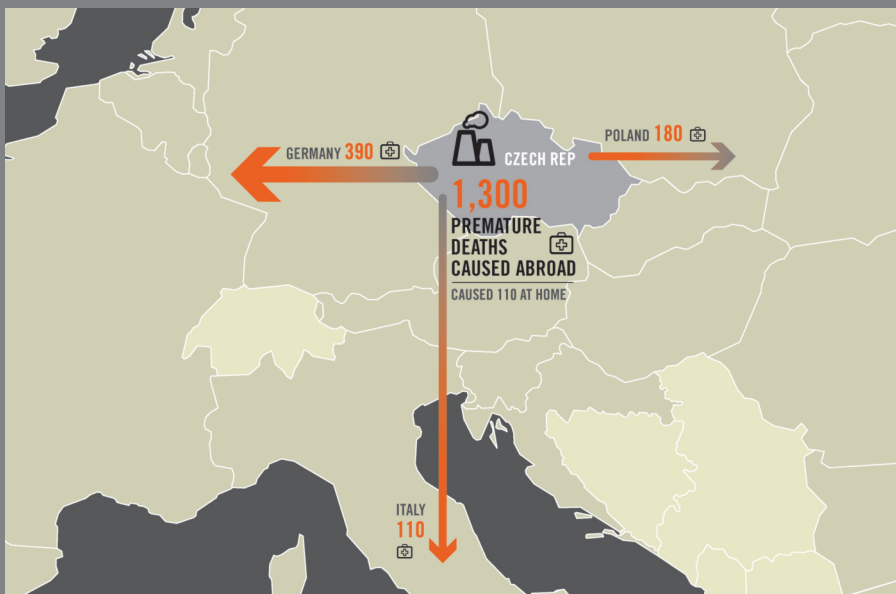 GERMANY 390
POLAND 180
CZECH REP
1,300
PREMATURE
DEATHS
CAUSED ABROAD
CAUSED 110 AT HOME
ITALY
110